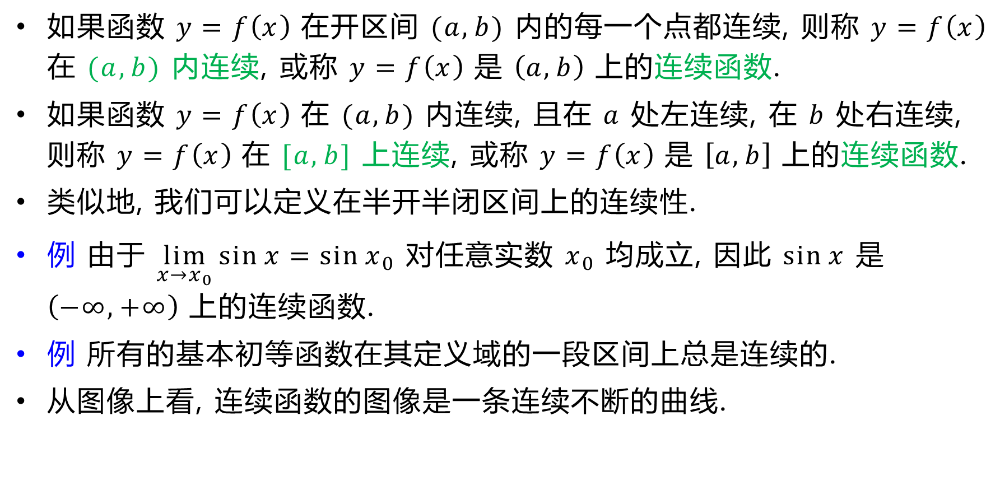 • 如果函数 y = f(x) 在开区间 (a, b) 内的每一个点都连续, 则称 y = f(x)
在 (a, b) 内连续, 或称 y = f(x) 是 (a, b) 上的连续函数.
• 如果函数 y = f(x) 在 (a, b) 内连续, 且在 a 处左连续, 在 b 处右连续,
则称 y = f(x) 在 [a, b] 上连续, 或称 y = f(x) 是 [a, b] 上的连续函数.
• 类似地, 我们可以定义在半开半闭区间上的连续性.
• 例 由于 lim_{x→x₀} sin x = sin x₀ 对任意实数 x₀ 均成立, 因此 sin x 是
(−∞, +∞) 上的连续函数.
• 例 所有的基本初等函数在其定义域的一段区间上总是连续的.
• 从图像上看, 连续函数的图像是一条连续不断的曲线.